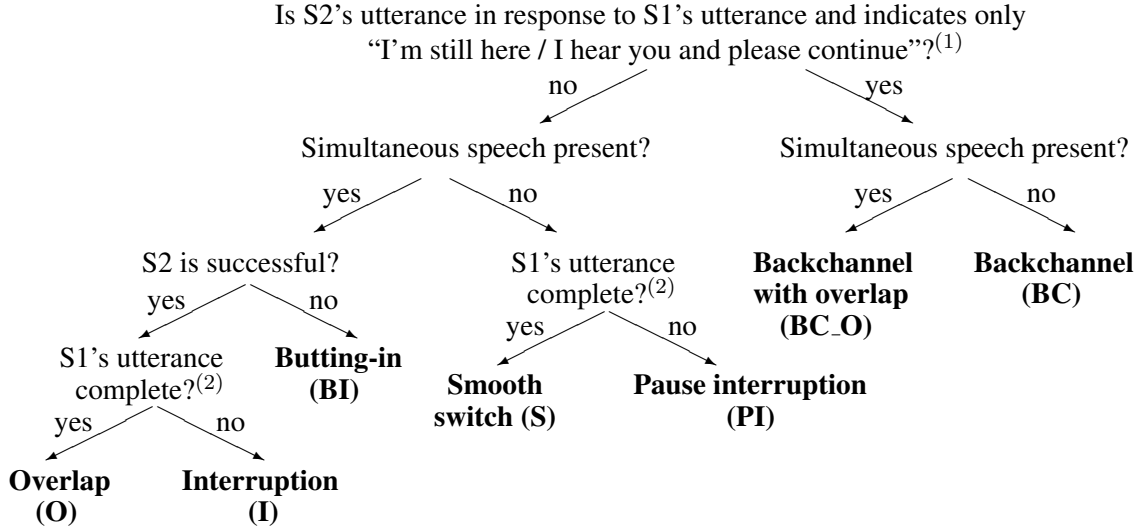 Is S2's utterance in response to S1's utterance and indicates only
“I'm still here / I hear you and please continue”?(1)
no
yes
Simultaneous speech present?
Simultaneous speech present?
yes
no
yes
no
S2 is successful?
S1's utterance
complete?(2)
Backchannel
with overlap
(BC_O)
Backchannel
(BC)
yes
no
yes
no
S1's utterance
complete?(2)
Butting-in
(BI)
Smooth
switch (S)
Pause interruption
(PI)
yes
no
Overlap
(O)
Interruption
(I)